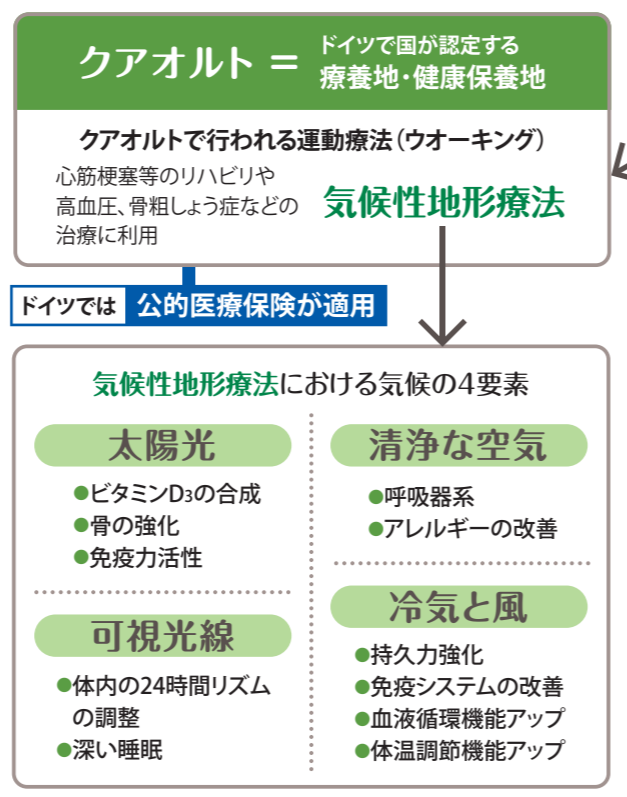 クアオルト = ドイツで国が認定する
療養地・健康保養地
クアオルトで行われる運動療法(ウオーキング)
心筋梗塞等のリハビリや
高血圧、骨粗しょう症などの
治療に利用
気候性地形療法
ドイツでは 公的医療保険が適用
気候性地形療法における気候の4要素
太陽光
●ビタミンD₃の合成
●骨の強化
●免疫力活性
清浄な空気
●呼吸器系
●アレルギーの改善
可視光線
●体内の24時間リズム
の調整
●深い睡眠
冷気と風
●持久力強化
●免疫システムの改善
●血液循環機能アップ
●体温調節機能アップ